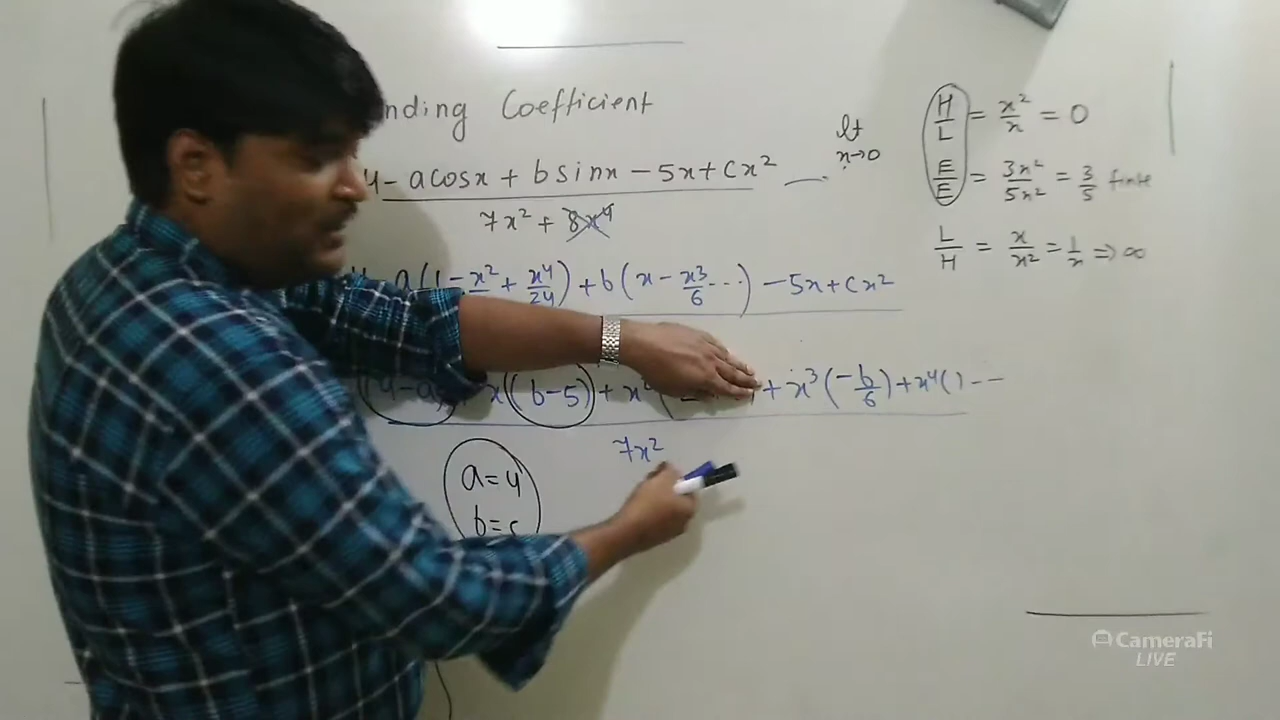 nding Coefficient
4 - acosx + bsinx - 5x + cx²
7x² + 8x⁴
lt
x→0
4 - a(1 - x² + x⁴/24) + b(x - x³/6 ...) - 5x + cx²
(4-a) + x(b-5) + x² + x³(-b/6) + x⁴( ) --
7x²
a=4
b=5
H/L = x²/x = 0
E/E = 3x²/5x² = 3/5 finite
L/H = x/x² = 1/x ⇒ ∞
CameraFi
LIVE